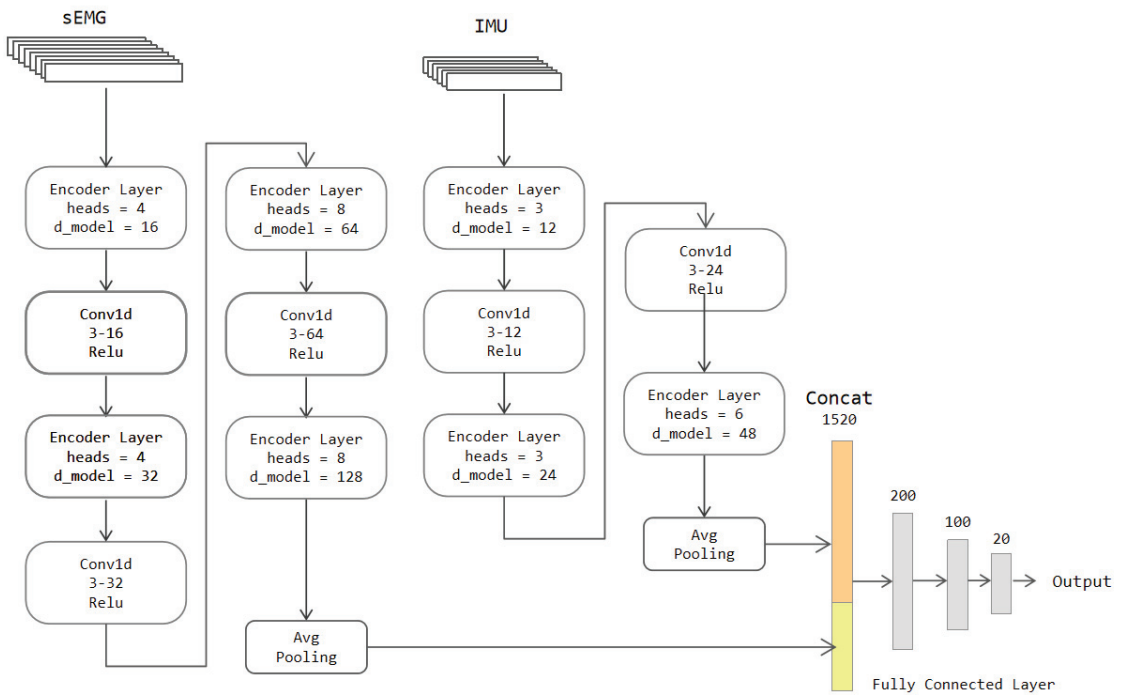 sEMG
Encoder Layer
heads = 4
d_model = 16
Conv1d
3-16
Relu
Encoder Layer
heads = 4
d_model = 32
Conv1d
3-32
Relu
Encoder Layer
heads = 8
d_model = 64
Conv1d
3-64
Relu
Encoder Layer
heads = 8
d_model = 128
Avg
Pooling
IMU
Encoder Layer
heads = 3
d_model = 12
Conv1d
3-12
Relu
Encoder Layer
heads = 3
d_model = 24
Conv1d
3-24
Relu
Encoder Layer
heads = 6
d_model = 48
Avg
Pooling
Concat
1520
200
100
20
Output
Fully Connected Layer